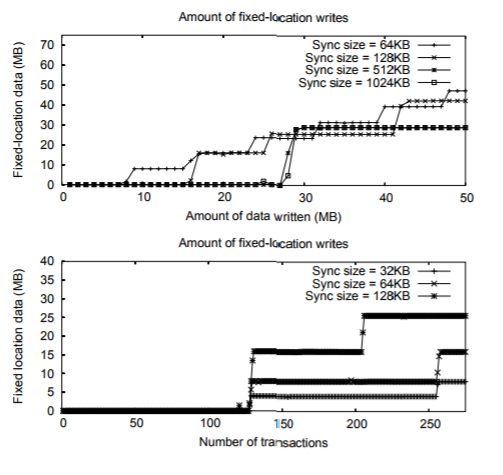 Amount of fixed-location writes
Fixed-location data (MB)
70
60
50
40
30
20
10
0
Sync size = 64KB
Sync size = 128KB
Sync size = 512KB
Sync size = 1024KB
0 10 20 30 40 50
Amount of data written (MB)
Amount of fixed-location writes
Fixed location data (MB)
40
35
30
25
20
15
10
5
0
Sync size = 32KB
Sync size = 64KB
Sync size = 128KB
0 50 100 150 200 250
Number of transactions